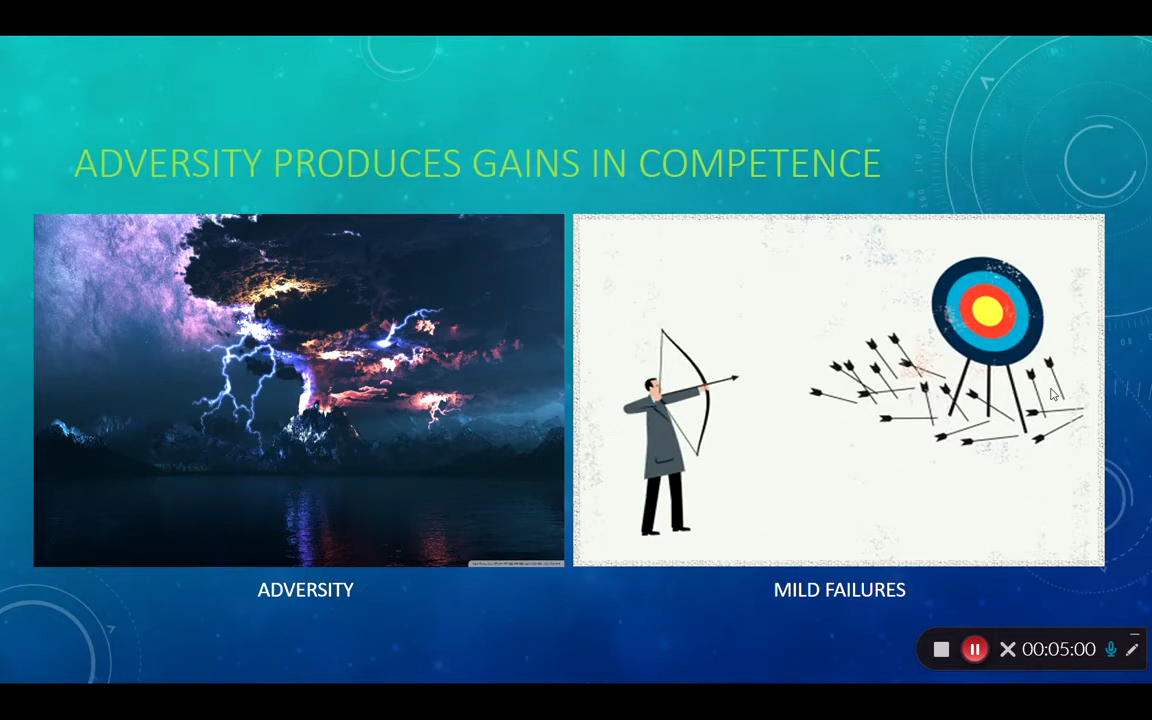 ADVERSITY PRODUCES GAINS IN COMPETENCE
ADVERSITY
MILD FAILURES
00:05:00